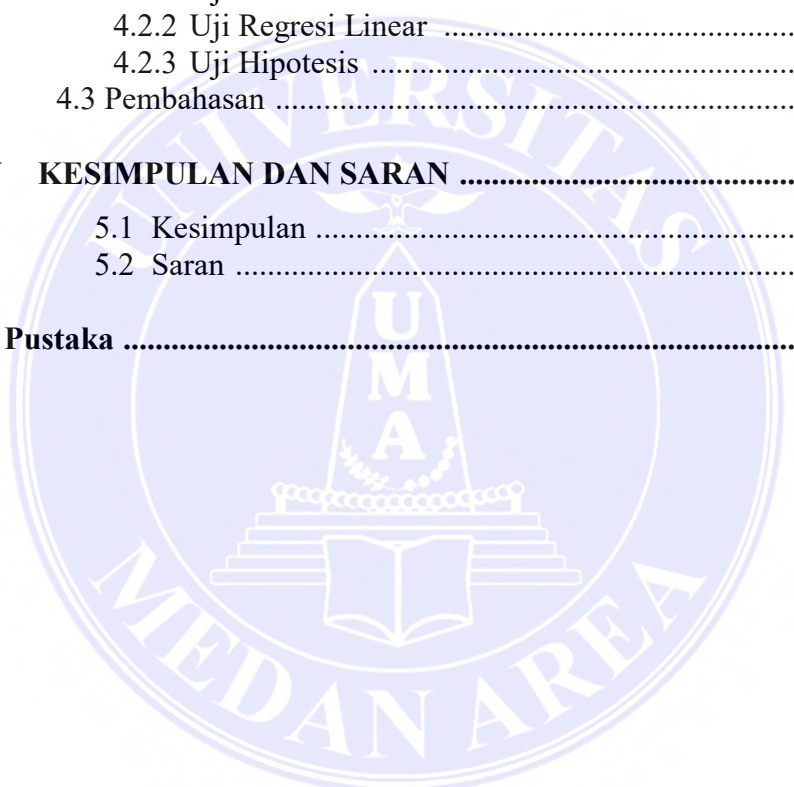 4.2.2 Uji Regresi Linear ............................................
4.2.3 Uji Hipotesis .....................................................
4.3 Pembahasan .................................................................
KESIMPULAN DAN SARAN ..........................................
5.1 Kesimpulan ............................................................
5.2 Saran ......................................................................
Pustaka ....................................................................................
UNIVERSITAS
UMA
MEDAN AREA